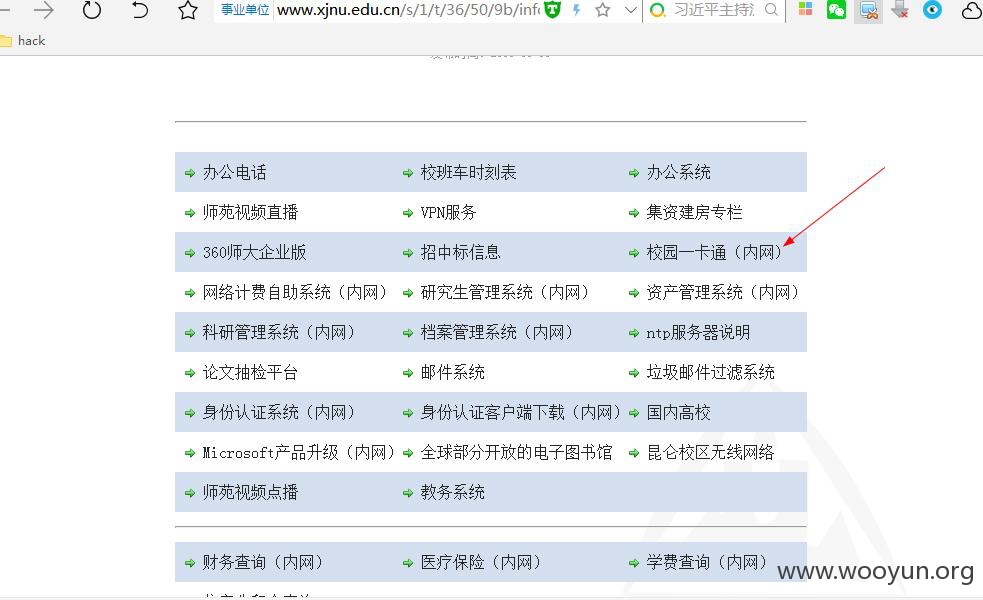 事业单位 www.xjnu.edu.cn/s/1/t/36/50/9b/info 习近平主持
hack
办公电话 校班车时刻表 办公系统
师苑视频直播 VPN服务 集资建房专栏
360师大企业版 招中标信息 校园一卡通（内网）
网络计费自助系统（内网） 研究生管理系统（内网） 资产管理系统（内网）
科研管理系统（内网） 档案管理系统（内网） ntp服务器说明
论文抽检平台 邮件系统 垃圾邮件过滤系统
身份认证系统（内网） 身份认证客户端下载（内网） 国内高校
Microsoft产品升级（内网） 全球部分开放的电子图书馆 昆仑校区无线网络
师苑视频点播 教务系统
财务查询（内网） 医疗保险（内网） 学费查询（内网）
www.wooyun.org